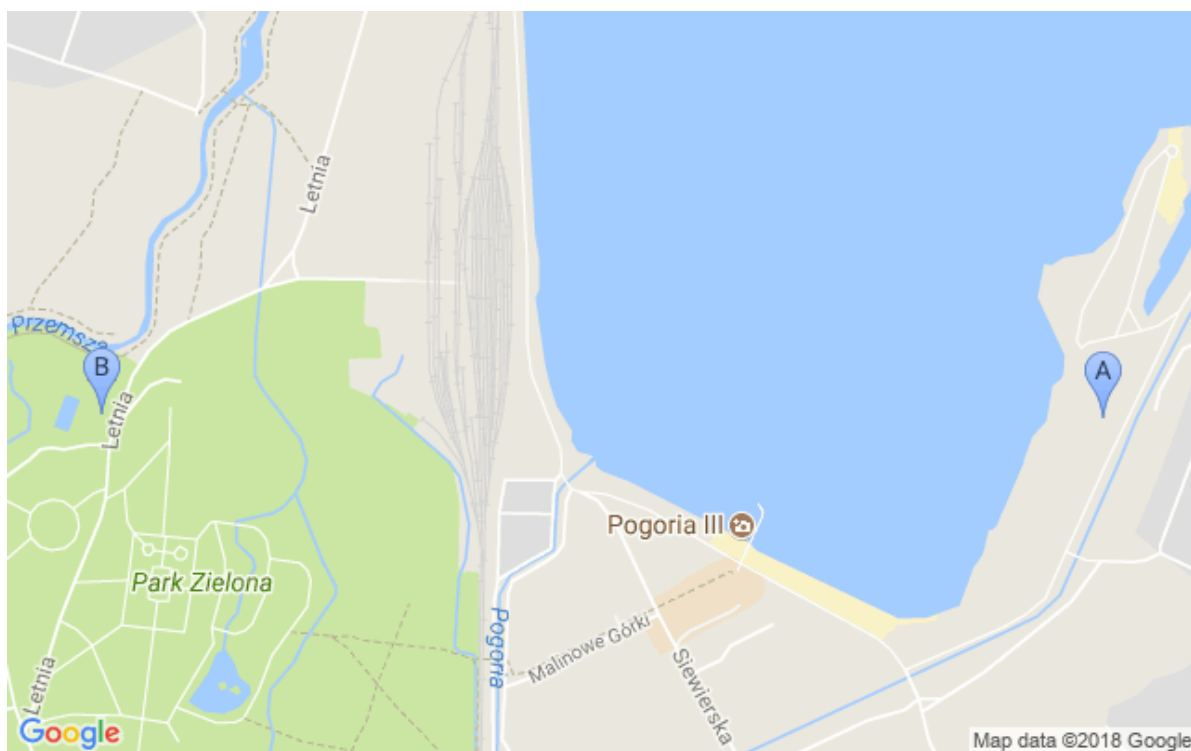 Letnia
Przemsza
B
A
Letnia
Pogoria III
Park Zielona
Pogoria
Malinowe Górki
Siewierska
Letnia
Google
Map data ©2018 Google